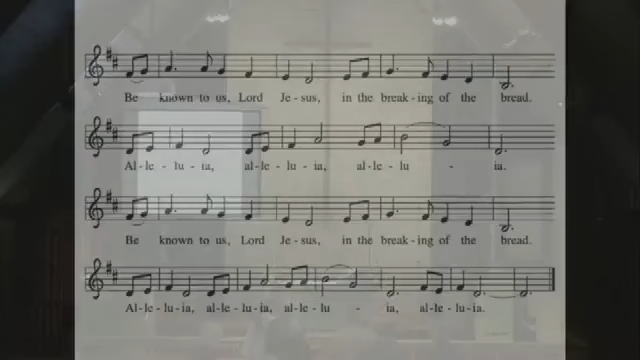 Be known to us, Lord Je - sus, in the break - ing of the bread.
Al - le - lu - ia, al - le - lu - ia, al - le - lu - ia.
Be known to us, Lord Je - sus, in the break - ing of the bread.
Al - le - lu - ia, al - le - lu - ia, al - le - lu - ia, al - le - lu - ia.